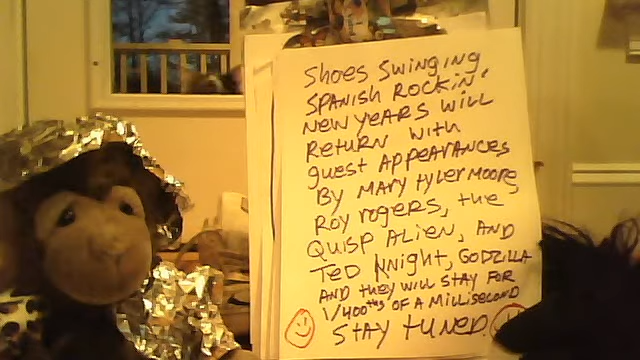 SHOES SWINGING
SPANISH ROCKIN'
NEW YEARS WILL
RETURN WITH
guest APPEARANCES
BY MARY TYLER MOORE,
ROY ROGERS, the
QUISP ALIEN, AND
TED KNIGHT, GODZILLA
AND they WILL STAY FOR
1/400ths OF A MILLISECOND
STAY tUNED.